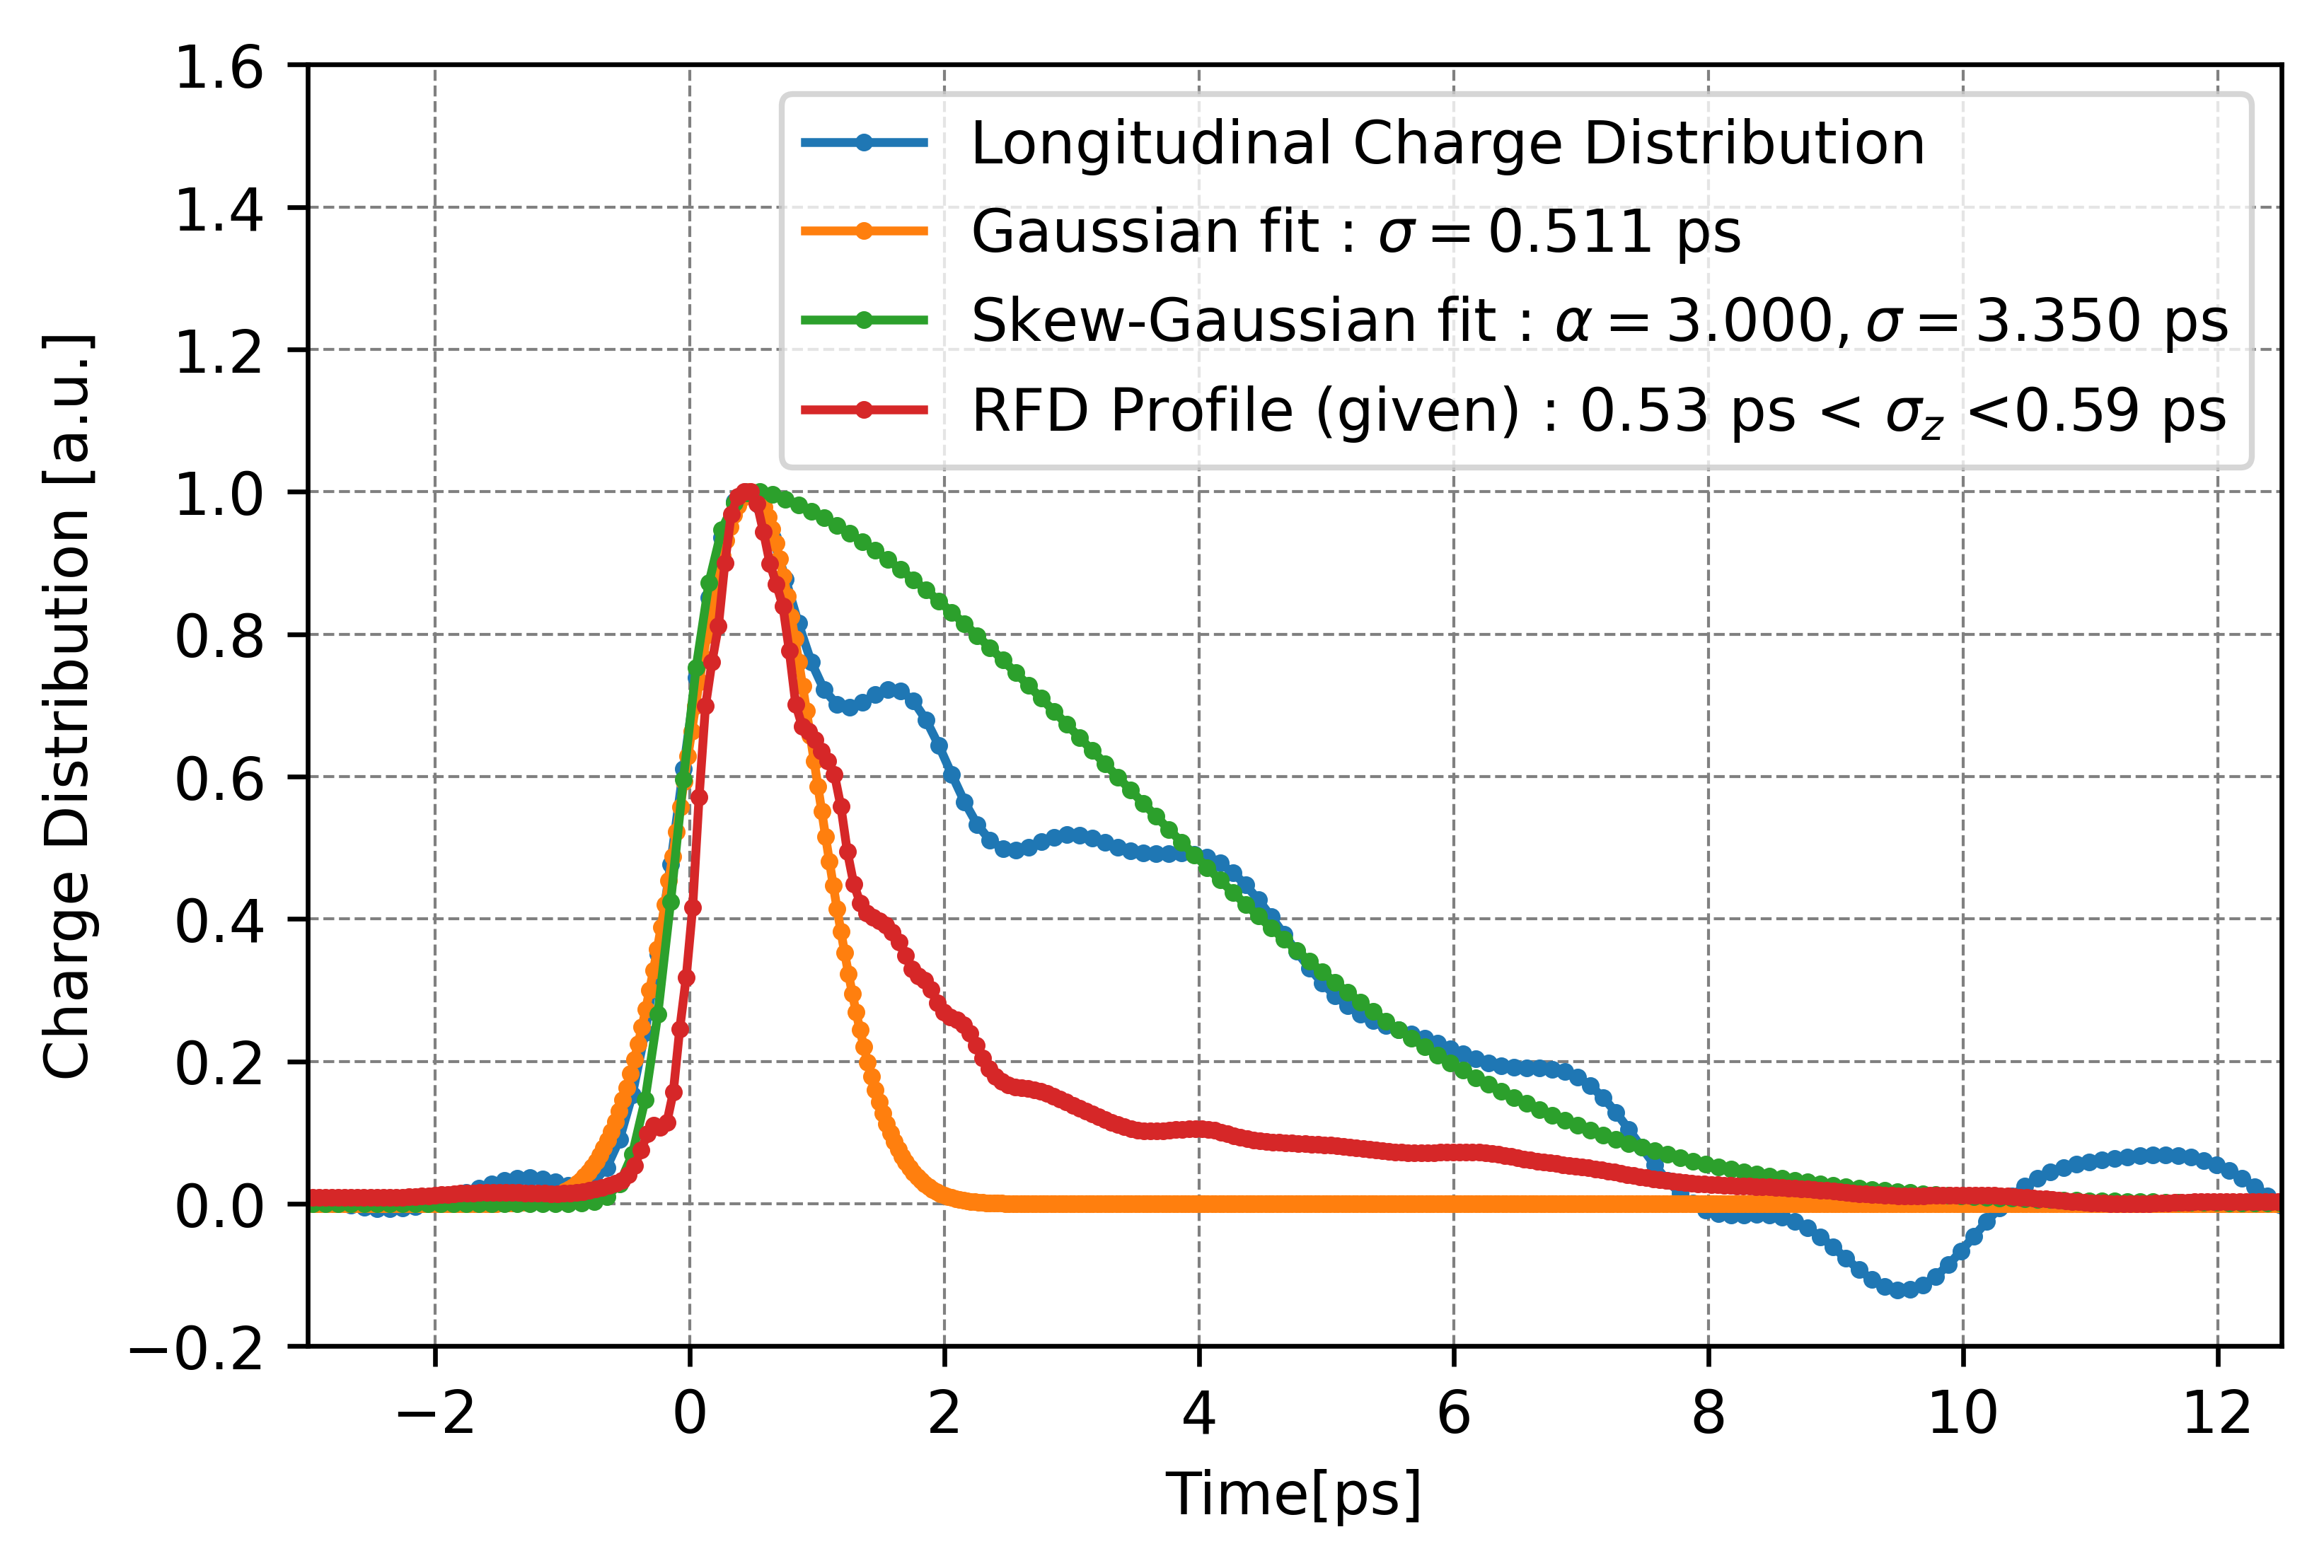 1.6
1.4
1.2
1.0
0.8
0.6
0.4
0.2
0.0
−0.2
Charge Distribution [a.u.]
Longitudinal Charge Distribution
Gaussian fit : σ = 0.511 ps
Skew-Gaussian fit : α = 3.000, σ = 3.350 ps
RFD Profile (given) : 0.53 ps < σz <0.59 ps
−2 0 2 4 6 8 10 12
Time[ps]